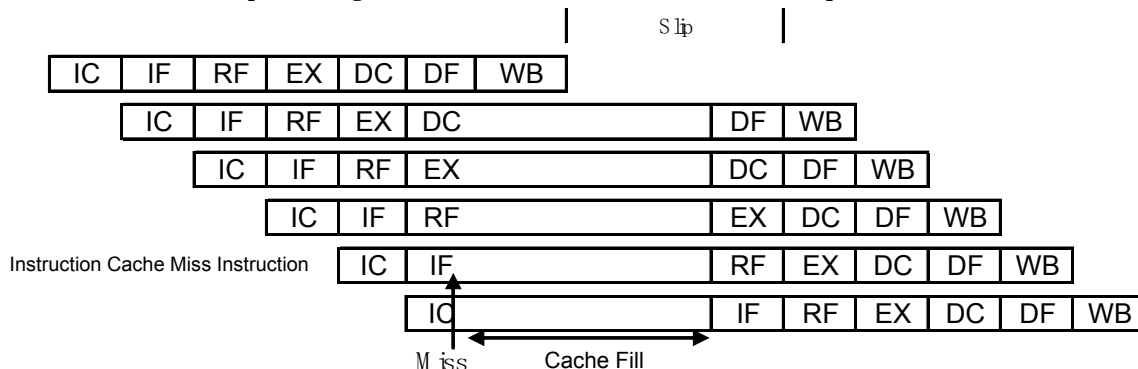 Slip
IC IF RF EX DC DF WB
IC IF RF EX DC DF WB
IC IF RF EX DC DF WB
IC IF RF EX DC DF WB
Instruction Cache Miss Instruction IC IF RF EX DC DF WB
IC IF RF EX DC DF WB
Miss Cache Fill